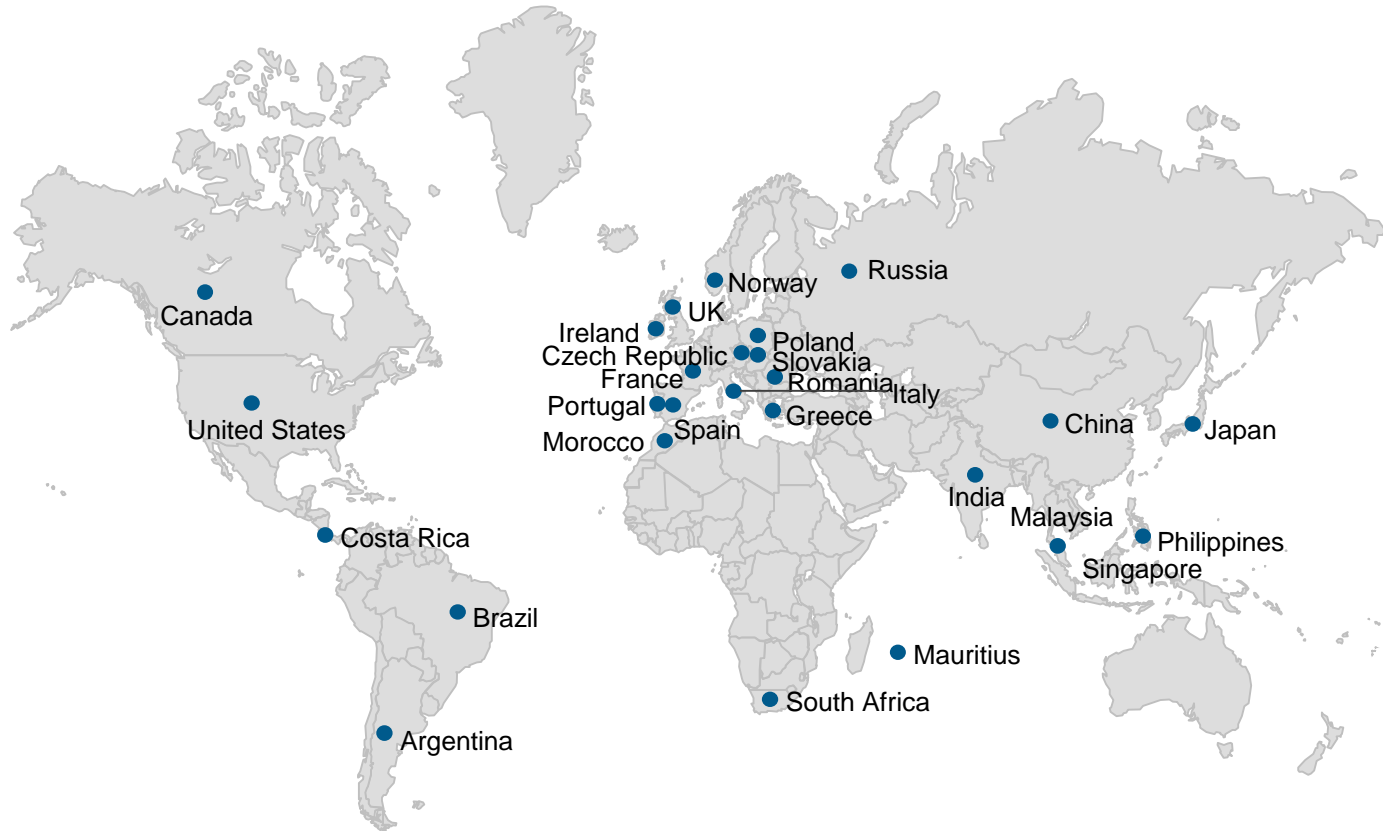 Russia
Norway
Canada
UK
Ireland
Poland
Czech Republic
Slovakia
France
Romania
Italy
Portugal
Greece
United States
Spain
China
Japan
Morocco
India
Malaysia
Costa Rica
Philippines
Singapore
Brazil
Mauritius
South Africa
Argentina